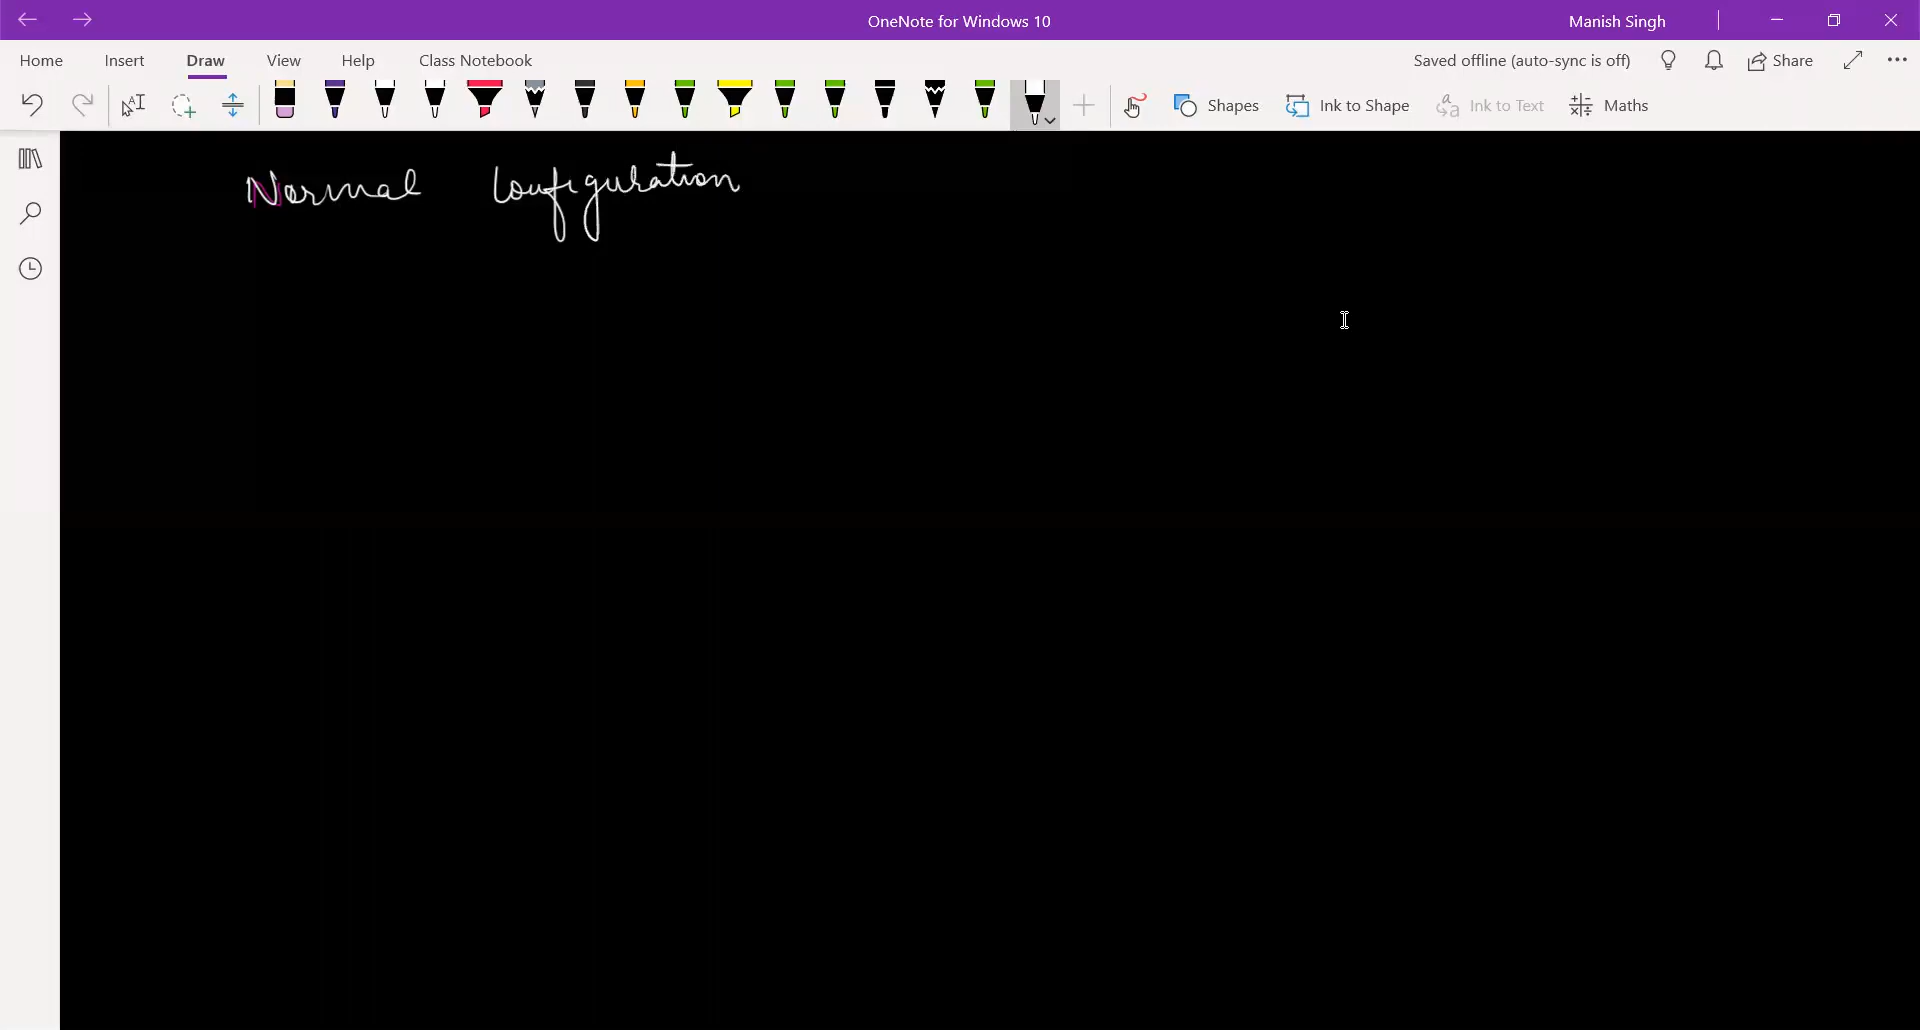 OneNote for Windows 10
Manish Singh
Home Insert Draw View Help Class Notebook
Saved offline (auto-sync is off) Share
Shapes Ink to Shape Ink to Text Maths
Normal Configuration